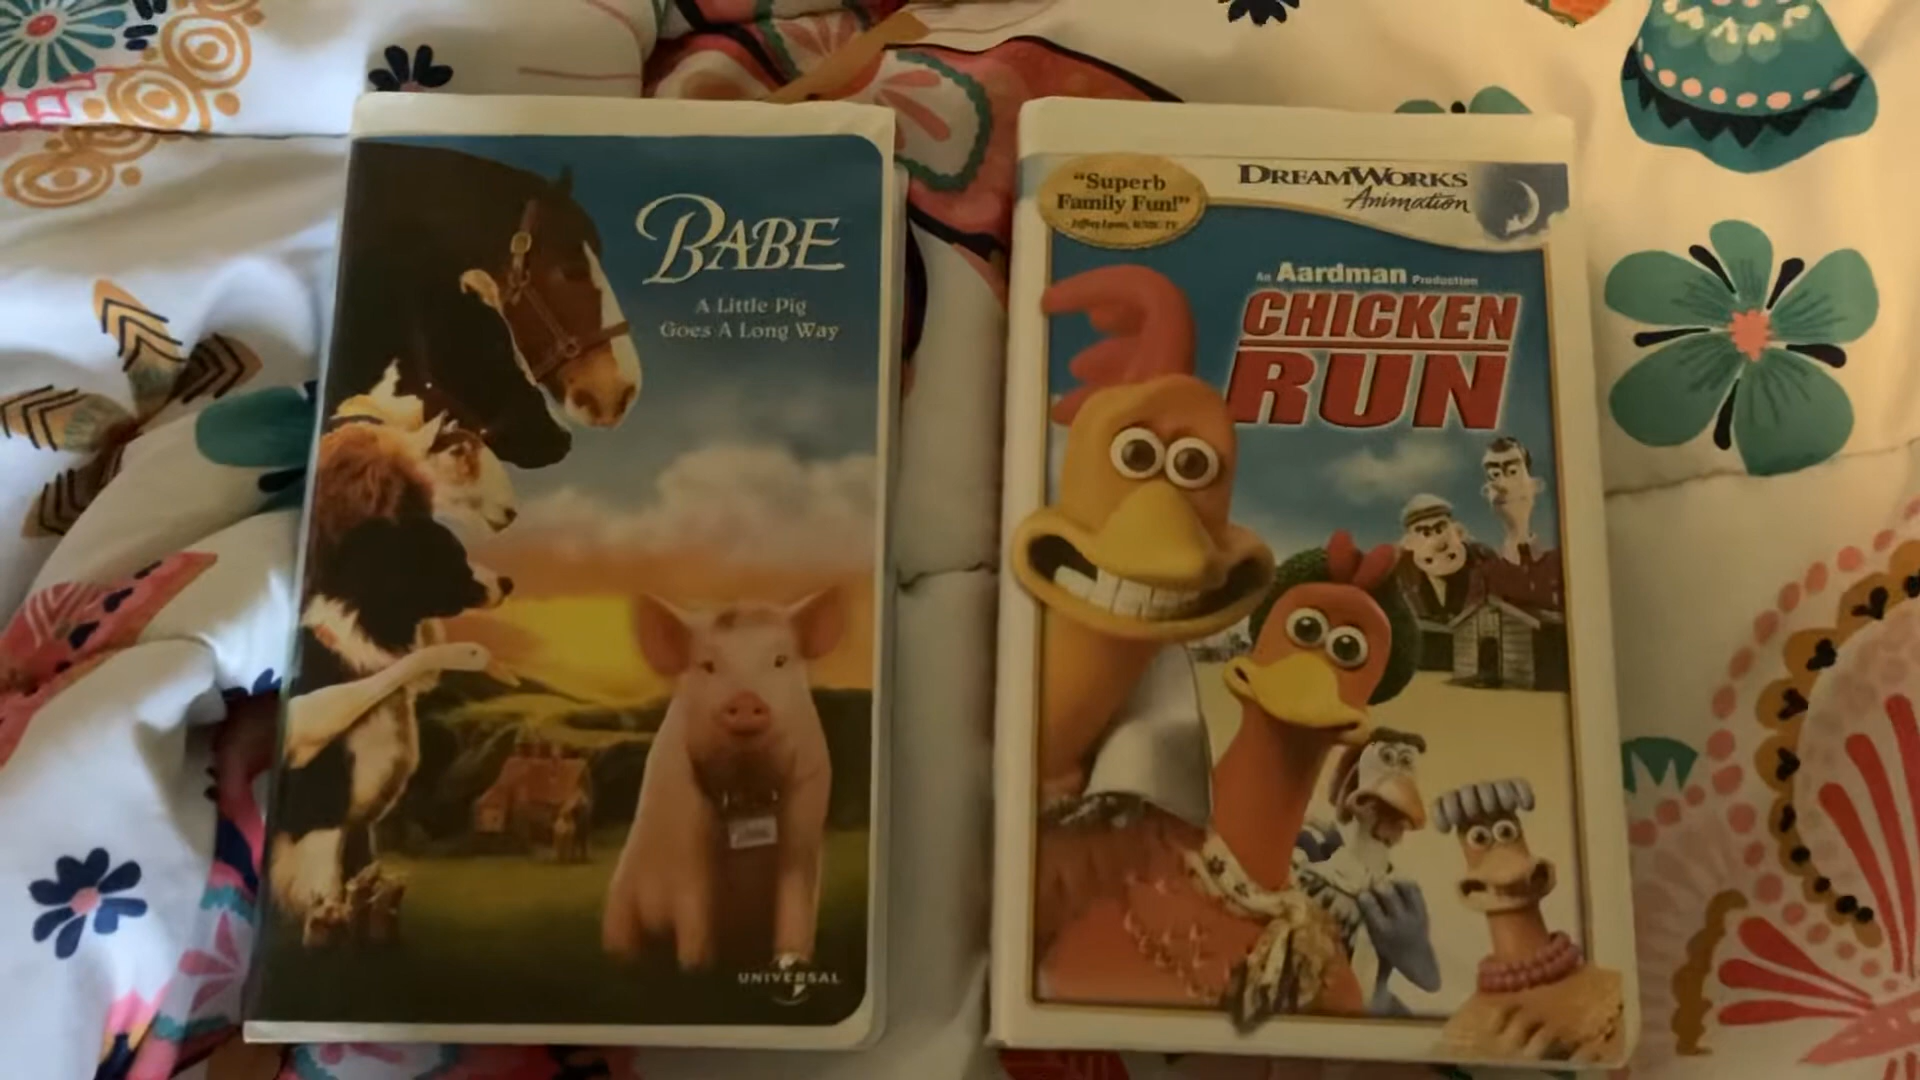 BABE
A Little Pig
Goes A Long Way
UNIVERSAL
"Superb
Family Fun!"
DREAMWORKS
Animation
An Aardman Production
CHICKEN
RUN